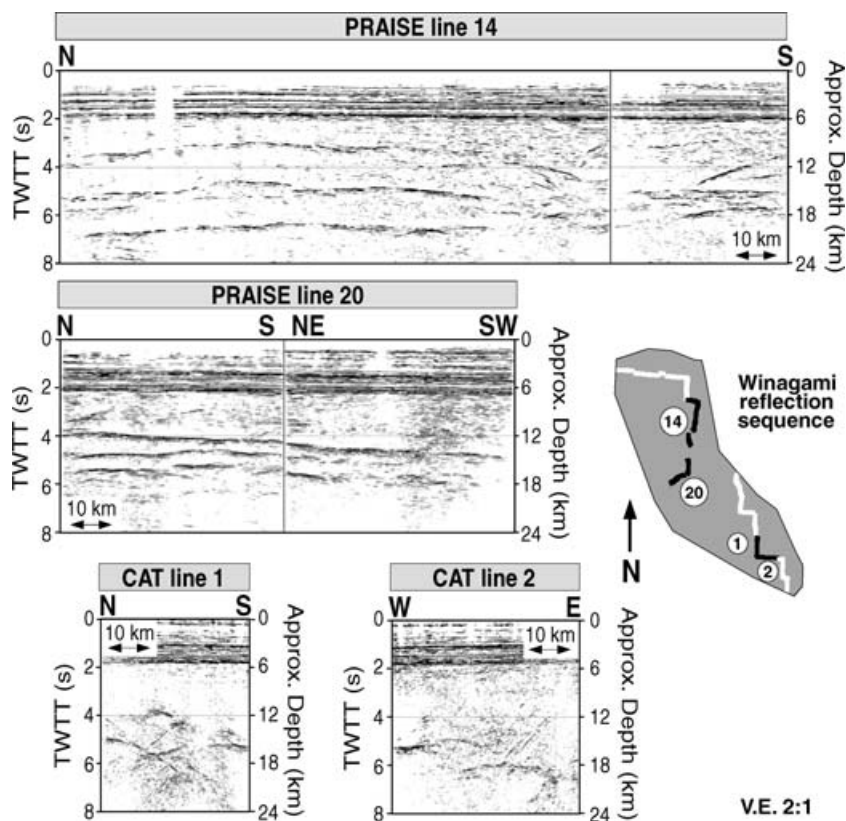 PRAISE line 14
N S
0 0
2 6
4 12
6 18
8 24
TWTT (s)
Approx. Depth (km)
10 km
PRAISE line 20
N S NE SW
0 0
2 6
4 12
6 18
8 24
TWTT (s)
Approx. Depth (km)
10 km
Winagami
reflection
sequence
14
20
1
2
N
CAT line 1
N S
0 0
10 km
2 6
4 12
6 18
8 24
TWTT (s)
Approx. Depth (km)
CAT line 2
W E
0 0
10 km
2 6
4 12
6 18
8 24
TWTT (s)
Approx. Depth (km)
V.E. 2:1